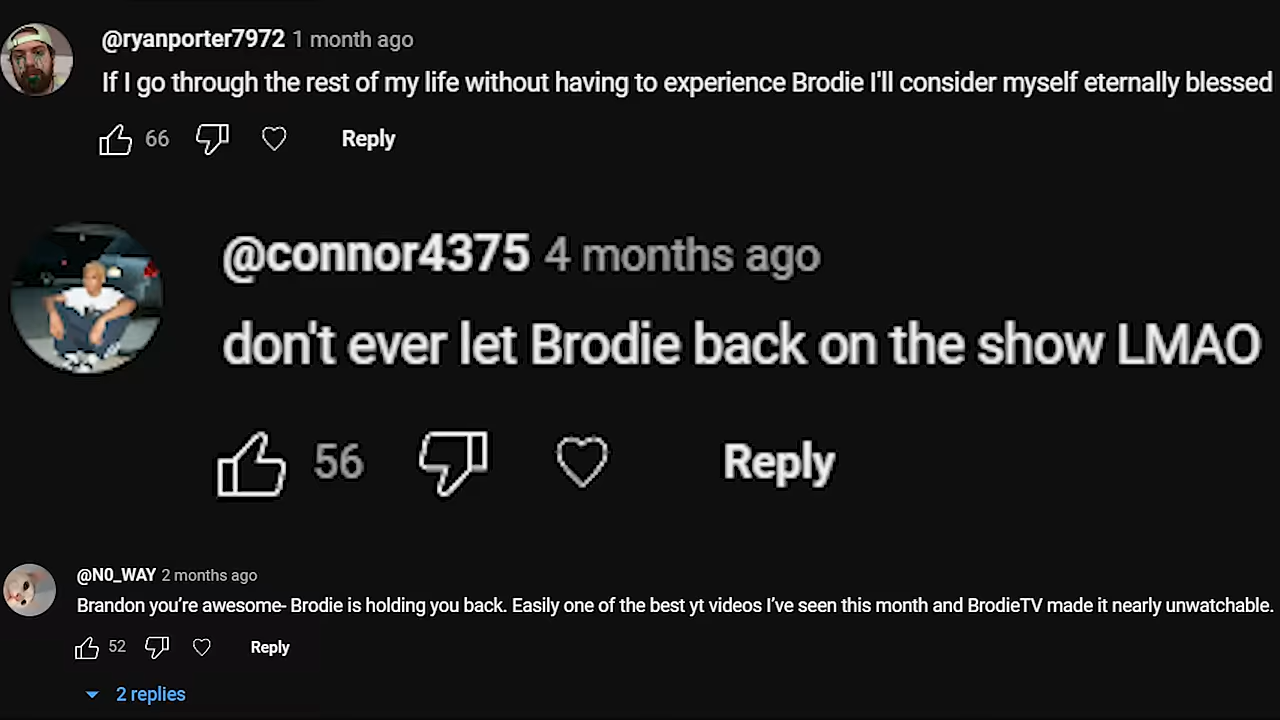 @ryanporter7972 1 month ago
If I go through the rest of my life without having to experience Brodie I'll consider myself eternally blessed
66 Reply
@connor4375 4 months ago
don't ever let Brodie back on the show LMAO
56 Reply
@N0_WAY 2 months ago
Brandon you’re awesome- Brodie is holding you back. Easily one of the best yt videos I’ve seen this month and BrodieTV made it nearly unwatchable.
52 Reply
2 replies